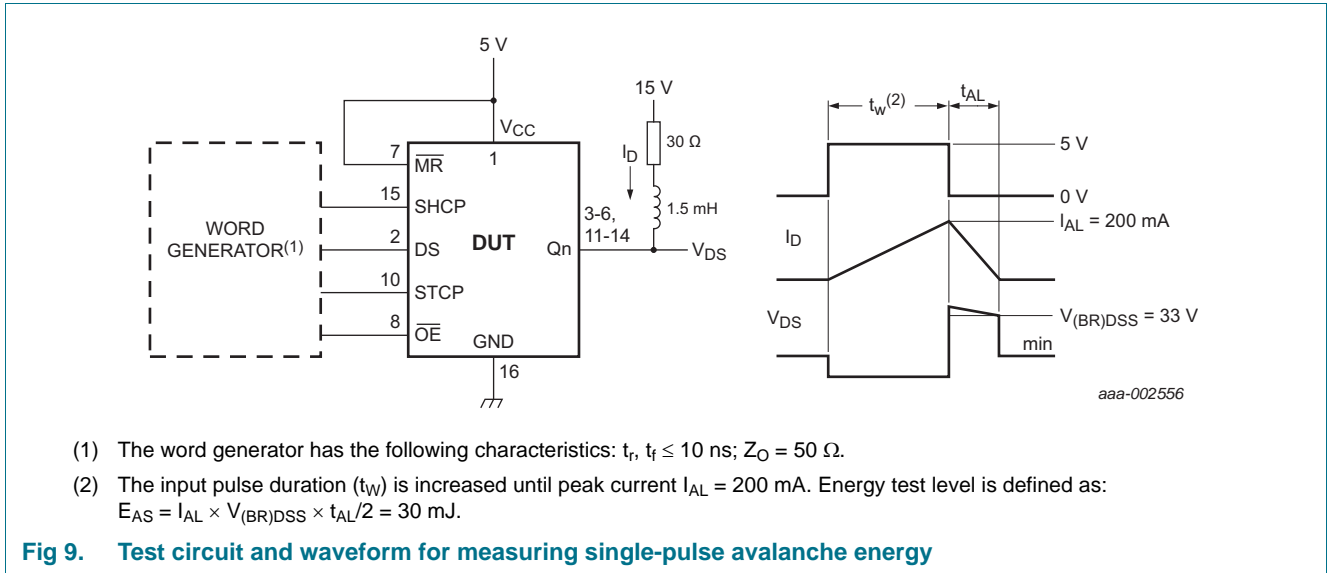 5 V
15 V
V_CC
7 MR 1
I_D 30 Ω
15 SHCP
1.5 mH
WORD
GENERATOR(1)
2 DS DUT Qn
3-6,
11-14
V_DS
10 STCP
8 OE
GND
16
t_w(2) t_AL
5 V
0 V
I_D I_AL = 200 mA
V_DS V_(BR)DSS = 33 V
min
aaa-002556
(1) The word generator has the following characteristics: t_r, t_f ≤ 10 ns; Z_O = 50 Ω.
(2) The input pulse duration (t_W) is increased until peak current I_AL = 200 mA. Energy test level is defined as:
E_AS = I_AL × V_(BR)DSS × t_AL/2 = 30 mJ.
Fig 9. Test circuit and waveform for measuring single-pulse avalanche energy